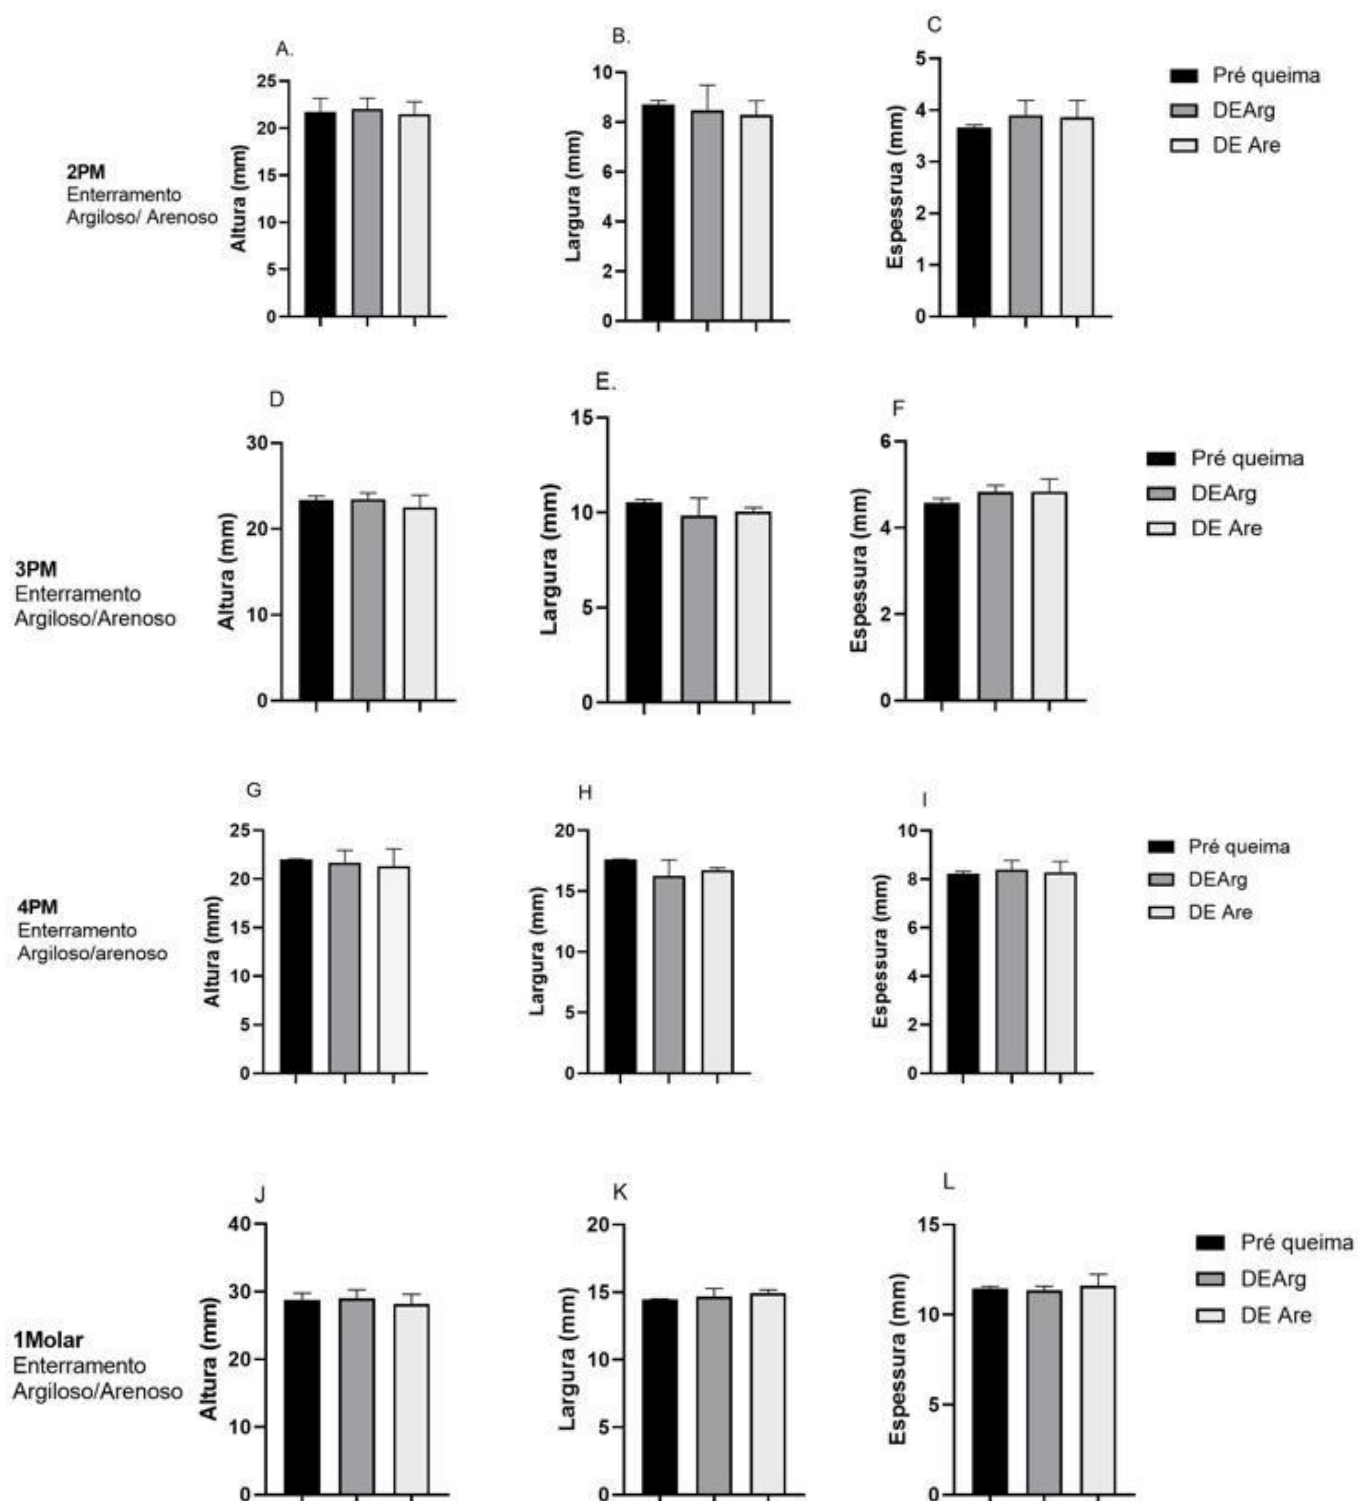 A.
25
20
15
10
5
0
Altura (mm)
B.
10
8
6
4
2
0
Largura (mm)
C
5
4
3
2
1
0
Espessrua (mm)
Pré queima
DEArg
DE Are
2PM
Enterramento
Argiloso/ Arenoso
D
30
20
10
0
Altura (mm)
E.
15
10
5
0
Largura (mm)
F
6
4
2
0
Espessura (mm)
Pré queima
DEArg
DE Are
3PM
Enterramento
Argiloso/Arenoso
G
25
20
15
10
5
0
Altura (mm)
H
20
15
10
5
0
Largura (mm)
I
10
8
6
4
2
0
Espessura (mm)
Pré queima
DEArg
DE Are
4PM
Enterramento
Argiloso/arenoso
J
40
30
20
10
0
Altura (mm)
K
20
15
10
5
0
Largura (mm)
L
15
10
5
0
Espessura (mm)
Pré queima
DEArg
DE Are
1Molar
Enterramento
Argiloso/Arenoso